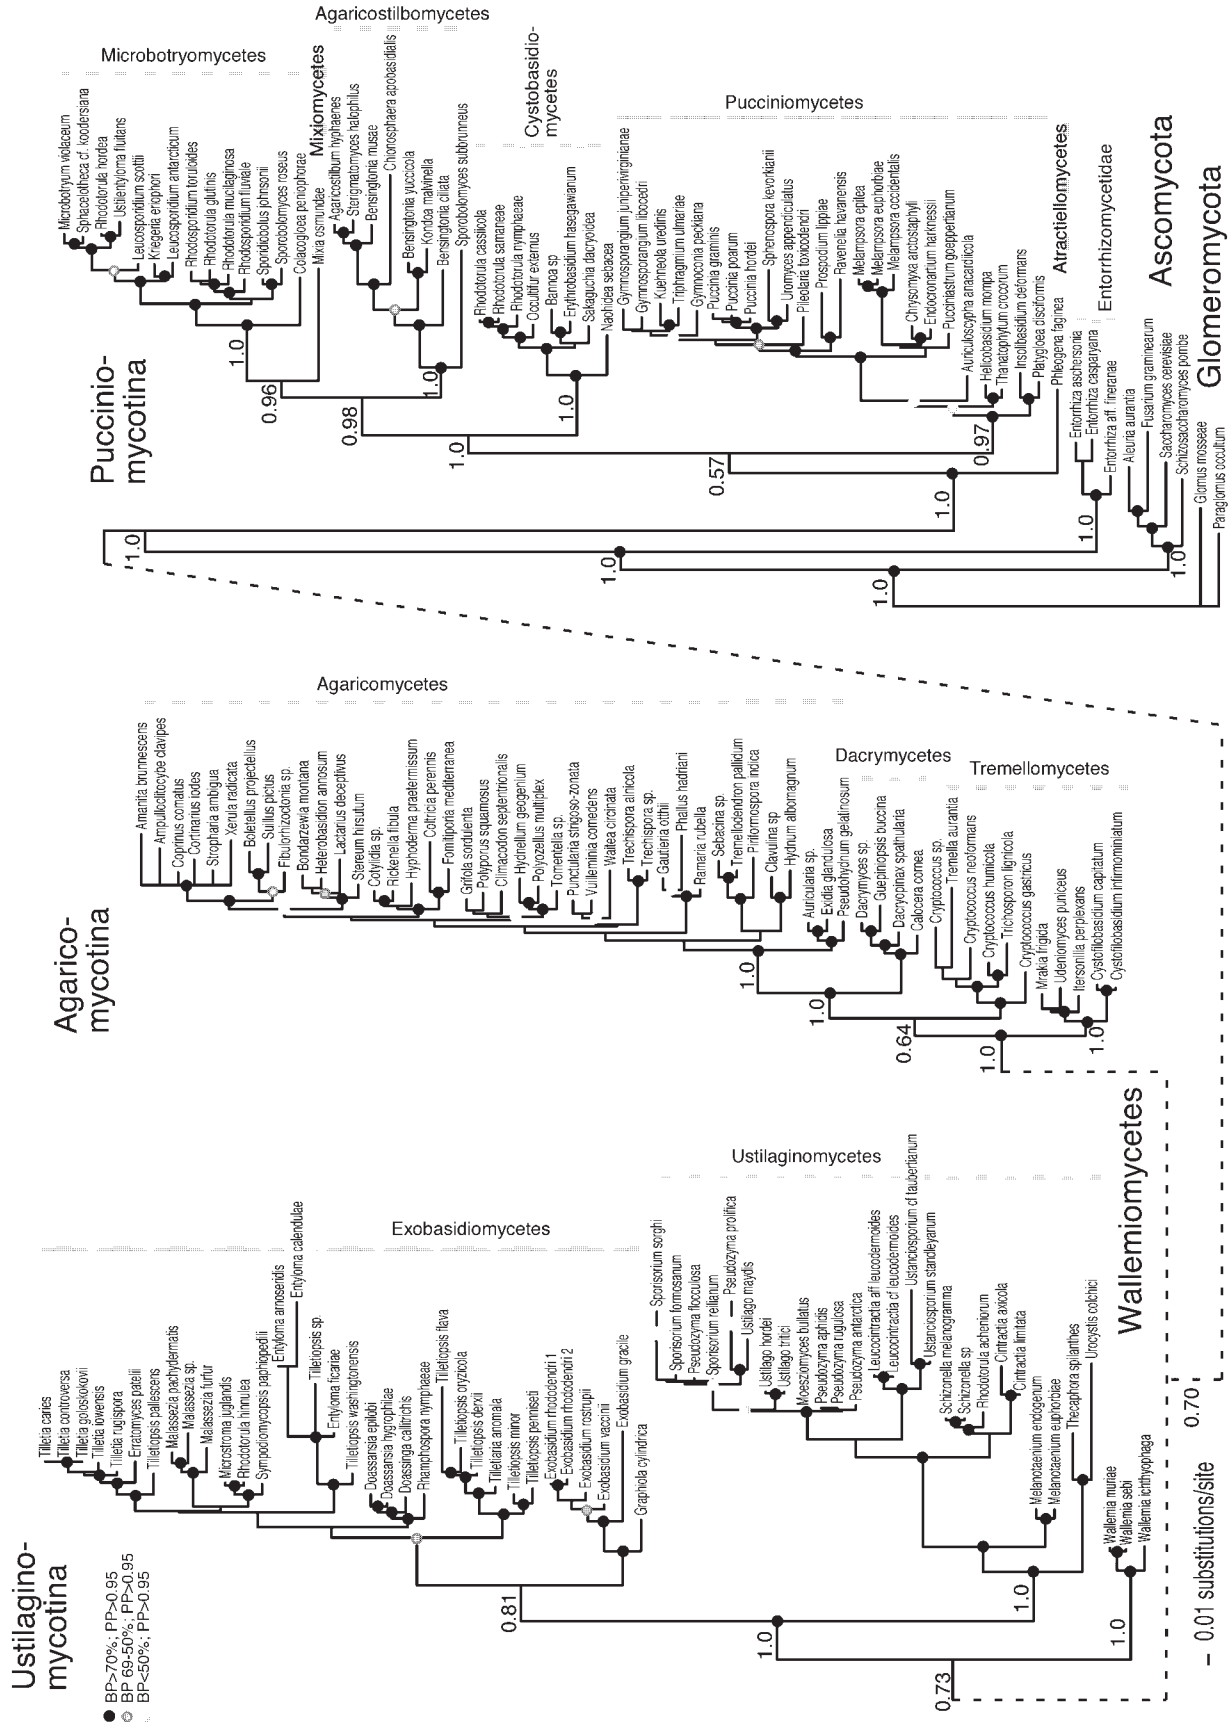 Ustilagino-
mycotina
BP>70%; PP>0.95
BP 69-50%; PP>0.95
BP<50%; PP>0.95
Tilletia caries
Tilletia controversa
Tilletia goloskokovii
Tilletia iowensis
Tilletia rugispora
Erratomyces patelii
Tilletiopsis pallescens
Malassezia pachydermatis
Malassezia sp.
Malassezia furfur
Microstroma juglandis
Rhodotorula hinnulea
Sympodiomycopsis paphiopedili
Entyloma arnoseridis
Entyloma calendulae
Tilletiopsis sp.
Entyloma ficariae
Tilletiopsis washingtonensis
Doassansia epilobi
Doassansia hygrophilae
Doassinga callitrichis
Rhamphospora nymphaeae
Tilletiopsis flava
Tilletiopsis oryzicola
Tilletiopsis derxii
Tilletiaria anomala
Tilletiopsis minor
Tilletiopsis penniseti
Exobasidium rhododendri 1
Exobasidium rhododendri 2
Exobasidium rostrupii
Exobasidium vaccinii
Exobasidium gracile
Graphiola cylindrica
Exobasidiomycetes
Sporisorium sorghi
Sporisorium formosanum
Pseudozyma flocculosa
Sporisorium reilianum
Pseudozyma prolifica
Ustilago maydis
Ustilago hordei
Ustilago tritici
Moesziomyces bullatus
Pseudozyma aphidis
Pseudozyma rugulosa
Pseudozyma antarctica
Leucocintractia aff leucodermoides
Leucocintractia cf leucodermoides
Ustanciosporium cf taubertianum
Ustanciosporium standleyanum
Schizonella melanogramma
Schizonella sp
Rhodotorula acheniorum
Cintractia axicola
Cintractia limitata
Melanotaenium endogenum
Melanotaenium euphorbiae
Thecaphora spilanthes
Urocystis colchici
Ustilaginomycetes
Wallemia muriae
Wallemia sebi
Wallemia ichthyophaga
Wallemiomycetes
0.81
1.0
1.0
1.0
0.73
0.70
0.01 substitutions/site
Agarico-
mycotina
Amanita brunnescens
Ampulloclitocybe clavipes
Coprinus comatus
Cortinarius iodes
Stropharia ambigua
Xerula radicata
Boletellus projectellus
Suillus pictus
Fibulorhizoctonia sp.
Bondarzewia montana
Heterobasidion annosum
Lactarius deceptivus
Stereum hirsutum
Cotylidia sp.
Rickenella fibula
Hyphoderma praetermissum
Coltricia perennis
Fomitiporia mediterranea
Grifola sordulenta
Polyporus squamosus
Climacodon septentrionalis
Hydnellum geogenium
Polyozellus multiplex
Tomentella sp.
Punctularia strigoso-zonata
Vuilleminia comedens
Waitea circinata
Trechispora alnicola
Trechispora sp.
Gautieria otthii
Phallus hadriani
Ramaria rubella
Sebacina sp.
Tremellodendron pallidum
Piriformospora indica
Clavulina sp
Hydnum albomagnum
Auricularia sp.
Exidia glandulosa
Pseudohydnum gelatinosum
Dacrymyces sp.
Guepiniopsis buccina
Dacryopinax spathularia
Calocera cornea
Cryptococcus sp.
Tremella aurantia
Cryptococcus neoformans
Cryptococcus humicola
Trichosporon lignicola
Cryptococcus gastricus
Mrakia frigida
Udeniomyces puniceus
Itersonilia perplexans
Cystofilobasidium capitatum
Cystofilobasidium infirmominiatum
Agaricomycetes
Dacrymycetes
Tremellomycetes
1.0
1.0
0.64
1.0
1.0
Puccinio-
mycotina
Microbotryomycetes
Agaricostilbomycetes
Mixiomycetes
Cystobasidio-
mycetes
Pucciniomycetes
Atractiellomycetes
Entorrhizomycetidae
Ascomycota
Glomeromycota
Microbotryum violaceum
Sphacelotheca cf. koordersiana
Rhodotorula hordea
Ustilentyloma fluitans
Leucosporidium scottii
Kriegeria eriophori
Leucosporidium antarcticum
Rhodosporidium toruloides
Rhodotorula glutinis
Rhodotorula mucilaginosa
Rhodosporidium fluviale
Sporidiobolus johnsonii
Sporobolomyces roseus
Colacogloea peniophorae
Mixia osmundae
Agaricostilbum hyphaenes
Sterigmatomyces halophilus
Bensingtonia musae
Chionosphaera apobasidialis
Bensingtonia yuccicola
Kondoa malvinella
Bensingtonia ciliata
Sporobolomyces subbrunneus
Rhodotorula cassiicola
Rhodotorula samaneae
Rhodotorula nymphaeae
Occultifur externus
Bannoa sp
Erythrobasidium hasegawianum
Sakaguchia dacryoidea
Naohidea sebacea
Gymnosporangium juniperivirginianae
Gymnosporangium libocedri
Kuehneola uredinis
Triphragmium ulmariae
Gymnoconia peckiana
Puccinia graminis
Puccinia poarum
Puccinia hordei
Sphenospora kevorkianii
Uromyces appendiculatus
Pileolaria toxicodendri
Prospodium lippiae
Ravenelia havanensis
Melampsora epitea
Melampsora euphorbiae
Melampsora occidentalis
Chrysomyxa arctostaphyli
Endocronartium harknessii
Pucciniastrum goeppertianum
Auriculoscypha anacardiicola
Helicobasidium mompa
Thanatophytum crocorum
Insolibasidium deformans
Platygloea disciformis
Phleogena faginea
Entorrhiza aschersonia
Entorrhiza casparyana
Entorrhiza aff. fineranae
Aleuria aurantia
Fusarium graminearum
Saccharomyces cerevisiae
Schizosaccharomyces pombe
Glomus mosseae
Paraglomus occultum
1.0
0.96
0.98
1.0
1.0
1.0
0.57
0.97
1.0
1.0
1.0
1.0
1.0
1.0